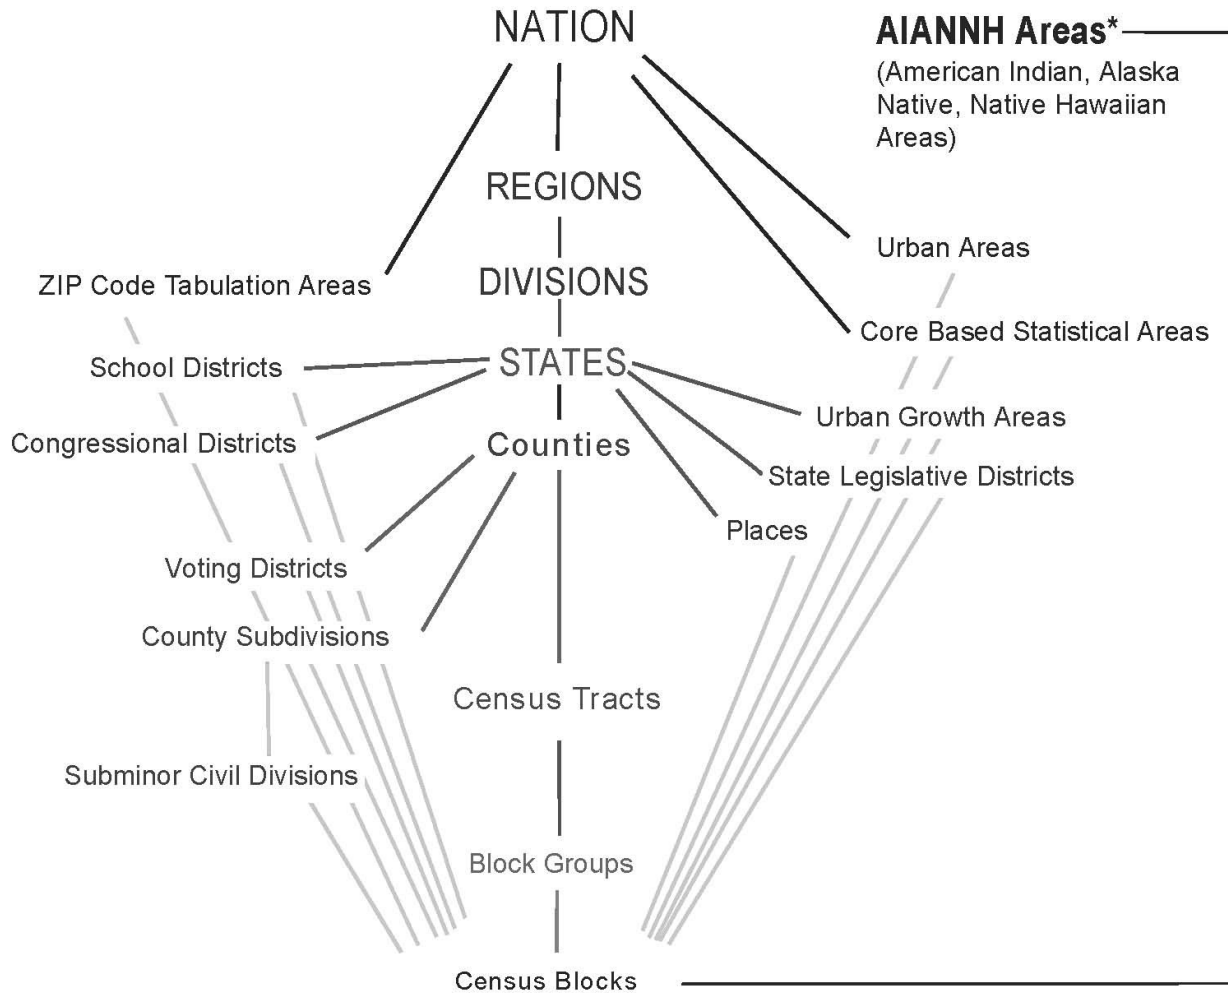 NATION
AIANNH Areas*
(American Indian, Alaska
Native, Native Hawaiian
Areas)
REGIONS
Urban Areas
ZIP Code Tabulation Areas
DIVISIONS
Core Based Statistical Areas
School Districts
STATES
Urban Growth Areas
Congressional Districts
Counties
State Legislative Districts
Places
Voting Districts
County Subdivisions
Census Tracts
Subminor Civil Divisions
Block Groups
Census Blocks